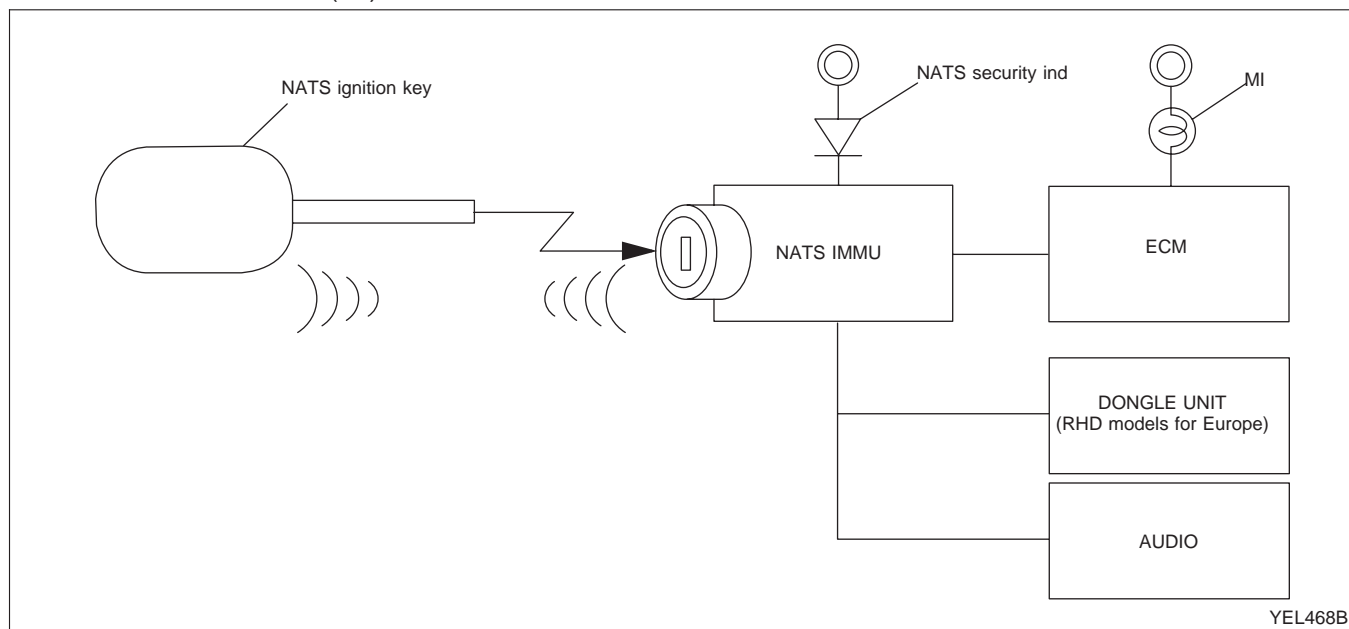 NATS ignition key
NATS security ind
MI
NATS IMMU
ECM
DONGLE UNIT
(RHD models for Europe)
AUDIO
YEL468B